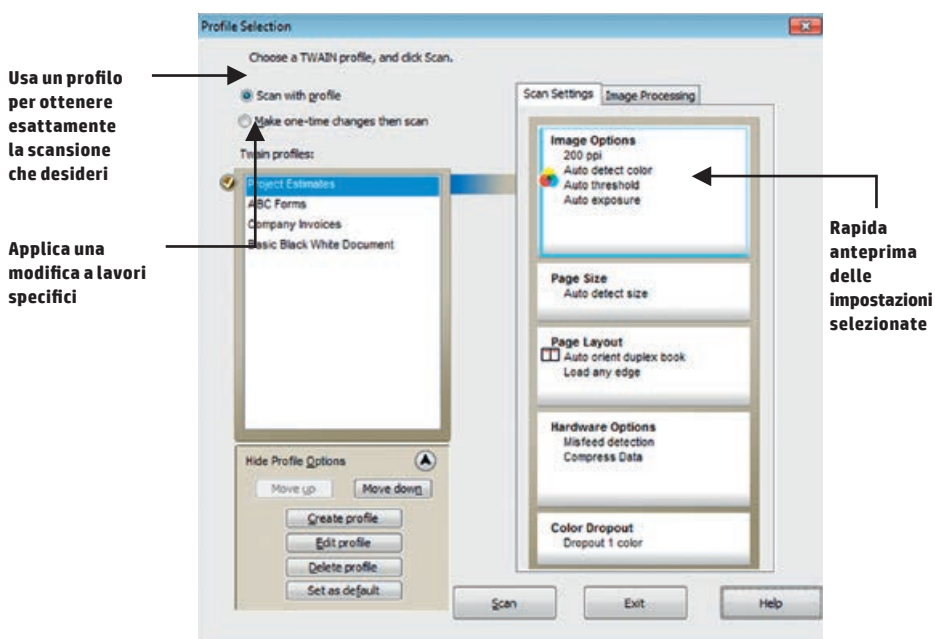 Profile Selection
Choose a TWAIN profile, and click Scan.
Usa un profilo
per ottenere
esattamente
la scansione
che desideri
Scan with profile
Make one-time changes then scan
Twain profiles:
Project Estimates
ABC Forms
Company Invoices
Basic Black White Document
Applica una
modifica a lavori
specifici
Hide Profile Options
Move up
Move down
Create profile
Edit profile
Delete profile
Set as default
Scan Settings
Image Processing
Image Options
200 ppi
Auto detect color
Auto threshold
Auto exposure
Page Size
Auto detect size
Page Layout
Auto orient duplex book
Load any edge
Hardware Options
Misfeed detection
Compress Data
Color Dropout
Dropout 1 color
Rapida
anteprima
delle
impostazioni
selezionate
Scan
Exit
Help